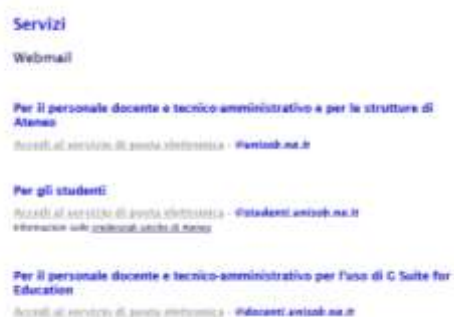 Servizi
Webmail
Per il personale docente e tecnico amministrativo e per le strutture di
Ateneo
Accedi al servizio di posta elettronica - @unisob.na.it
Per gli studenti
Accedi al servizio di posta elettronica - @studenti.unisob.na.it
Informazioni sulle credenziali uniche di Ateneo
Per il personale docente e tecnico-amministrativo per l'uso di G Suite for
Education
Accedi al servizio di posta elettronica - @docenti.unisob.na.it